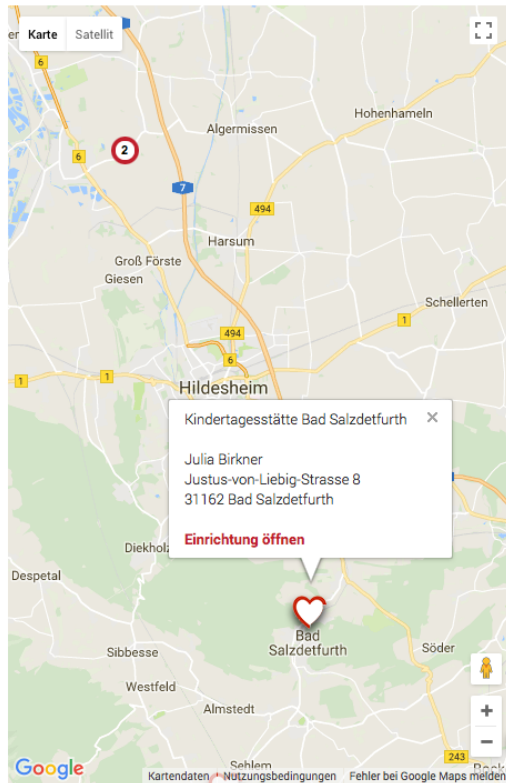 Karte Satellit
6
Hohenhameln
Algermissen
2
6
7
494
Harsum
Groß Förste
Giesen
Schellerten
1
494
6
1
1
Hildesheim
Kindertagesstätte Bad Salzdetfurth
Julia Birkner
Justus-von-Liebig-Strasse 8
31162 Bad Salzdetfurth
Einrichtung öffnen
Diekholz
Despetal
Bad
Salzdetfurth
Söder
Sibbesse
243
Westfeld
Almstedt
Sehlem
Google
Kartendaten Nutzungsbedingungen Fehler bei Google Maps melden